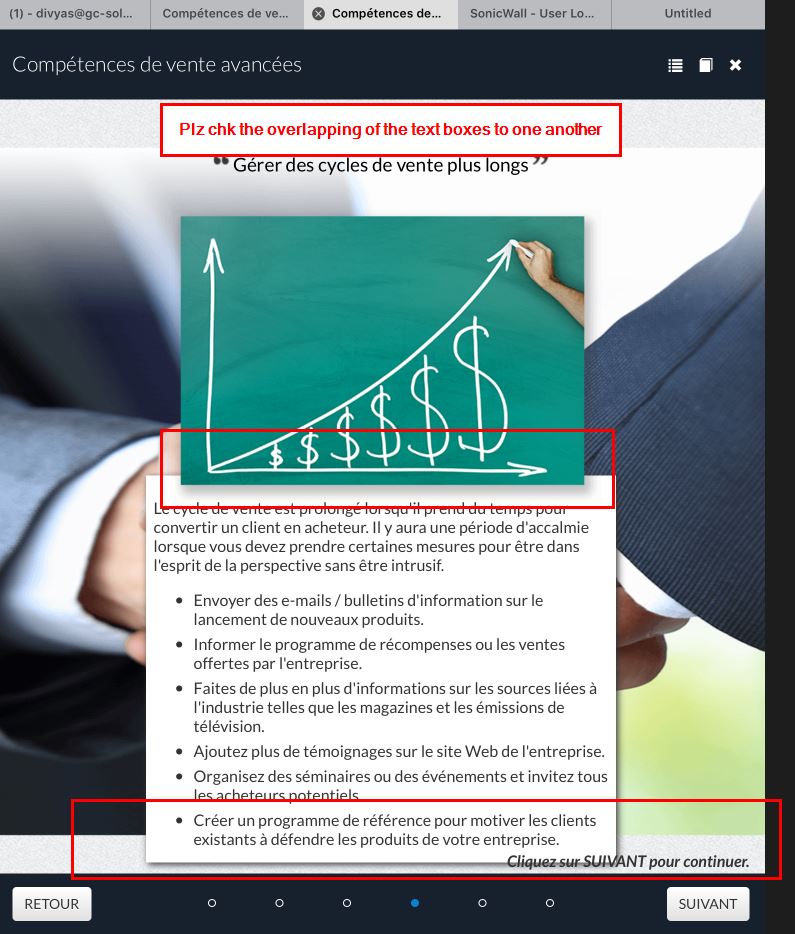 (1) - divyas@gc-sol...
Compétences de ve...
Compétences de...
SonicWall - User Lo...
Untitled
Compétences de vente avancées
Plz chk the overlapping of the text boxes to one another
“ Gérer des cycles de vente plus longs ”
$ $ $ $ $ $
Le cycle de vente est prolongé lorsqu'il prend du temps pour
convertir un client en acheteur. Il y aura une période d'accalmie
lorsque vous devez prendre certaines mesures pour être dans
l'esprit de la perspective sans être intrusif.
• Envoyer des e-mails / bulletins d'information sur le
lancement de nouveaux produits.
• Informer le programme de récompenses ou les ventes
offertes par l'entreprise.
• Faites de plus en plus d'informations sur les sources liées à
l'industrie telles que les magazines et les émissions de
télévision.
• Ajoutez plus de témoignages sur le site Web de l'entreprise.
• Organisez des séminaires ou des événements et invitez tous
les acheteurs potentiels.
• Créer un programme de référence pour motiver les clients
existants à défendre les produits de votre entreprise.
Cliquez sur SUIVANT pour continuer.
RETOUR
SUIVANT